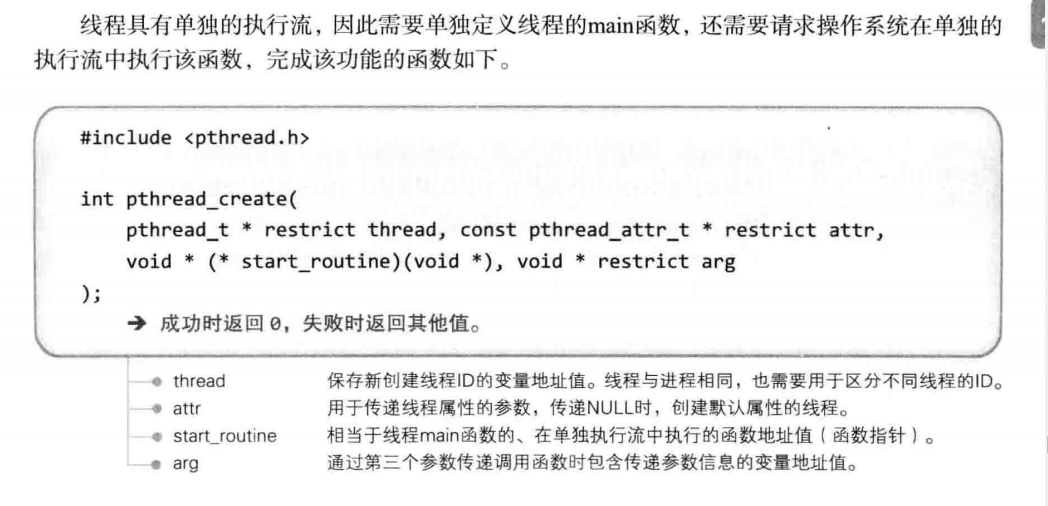 线程具有单独的执行流，因此需要单独定义线程的main函数，还需要请求操作系统在单独的
执行流中执行该函数，完成该功能的函数如下。
#include <pthread.h>
int pthread_create(
pthread_t * restrict thread, const pthread_attr_t * restrict attr,
void * (* start_routine)(void *), void * restrict arg
);
→ 成功时返回 0，失败时返回其他值。
thread 保存新创建线程ID的变量地址值。线程与进程相同，也需要用于区分不同线程的ID。
attr 用于传递线程属性的参数，传递NULL时，创建默认属性的线程。
start_routine 相当于线程main函数的、在单独执行流中执行的函数地址值（函数指针）。
arg 通过第三个参数传递调用函数时包含传递参数信息的变量地址值。